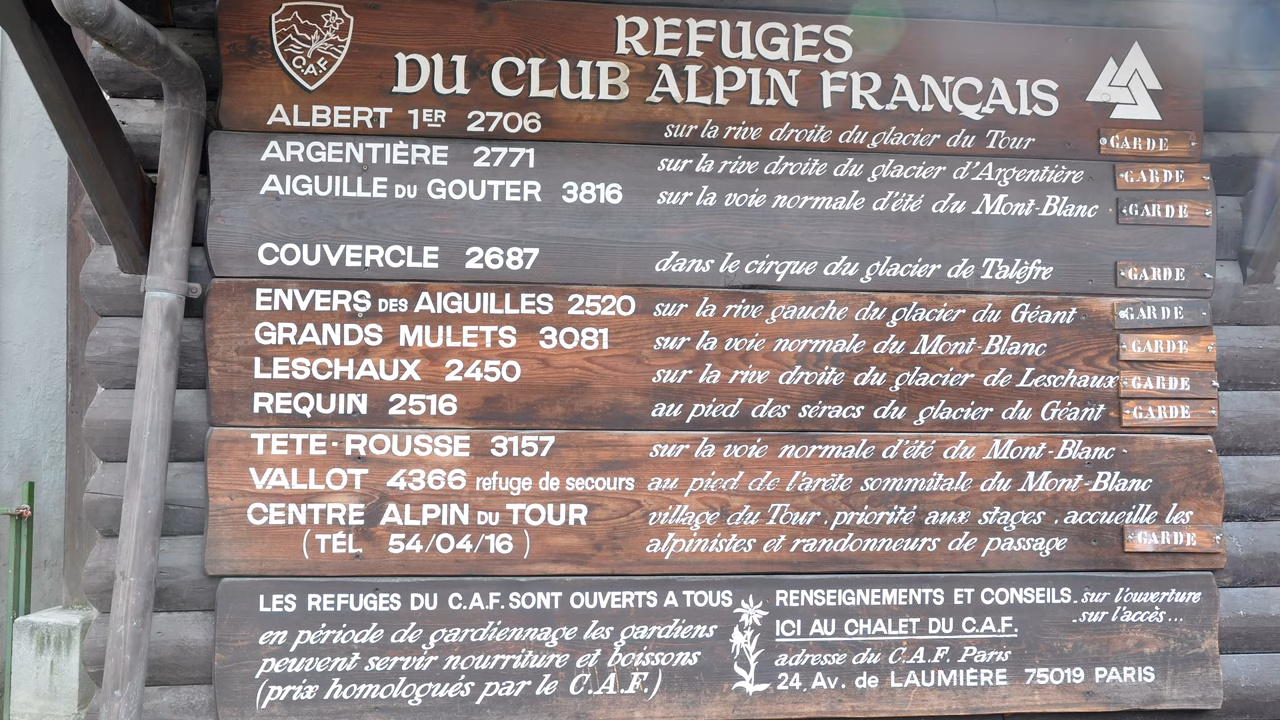 C.A.F
REFUGES
DU CLUB ALPIN FRANÇAIS
ALBERT 1ER 2706 sur la rive droite du glacier du Tour GARDE
ARGENTIÈRE 2771 sur la rive droite du glacier d'Argentière GARDE
AIGUILLE DU GOUTER 3816 sur la voie normale d'été du Mont-Blanc GARDE
COUVERCLE 2687 dans le cirque du glacier de Talèfre GARDE
ENVERS DES AIGUILLES 2520 sur la rive gauche du glacier du Géant GARDE
GRANDS MULETS 3081 sur la voie normale du Mont-Blanc GARDE
LESCHAUX 2450 sur la rive droite du glacier de Leschaux GARDE
REQUIN 2516 au pied des séracs du glacier du Géant GARDE
TETE-ROUSSE 3157 sur la voie normale d'été du Mont-Blanc
VALLOT 4366 refuge de secours au pied de l'arête sommitale du Mont-Blanc
CENTRE ALPIN DU TOUR village du Tour, priorité aux stages, accueille les
(TÉL 54/04/16) alpinistes et randonneurs de passage GARDE
LES REFUGES DU C.A.F. SONT OUVERTS A TOUS
en période de gardiennage les gardiens
peuvent servir nourriture et boissons
(prix homologués par le C.A.F.)
RENSEIGNEMENTS ET CONSEILS - sur l'ouverture
- sur l'accès...
ICI AU CHALET DU C.A.F.
adresse du C.A.F. Paris
24, Av. de LAUMIÈRE 75019 PARIS